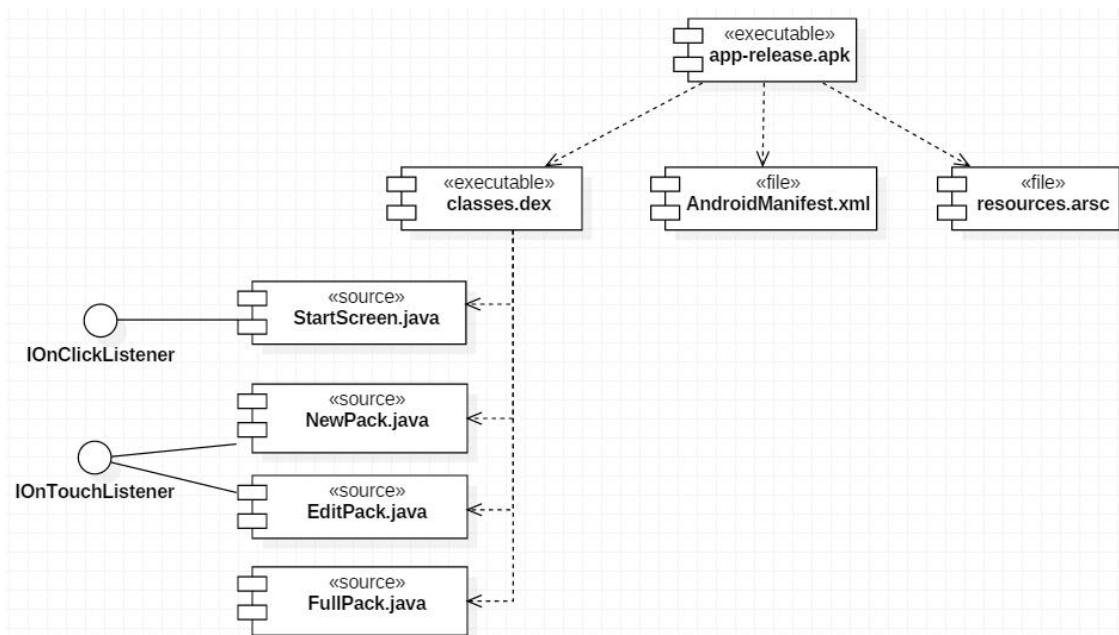 «executable»
app-release.apk
«executable»
classes.dex
«file»
AndroidManifest.xml
«file»
resources.arsc
«source»
StartScreen.java
IOnClickListener
«source»
NewPack.java
IOnTouchListener
«source»
EditPack.java
«source»
FullPack.java